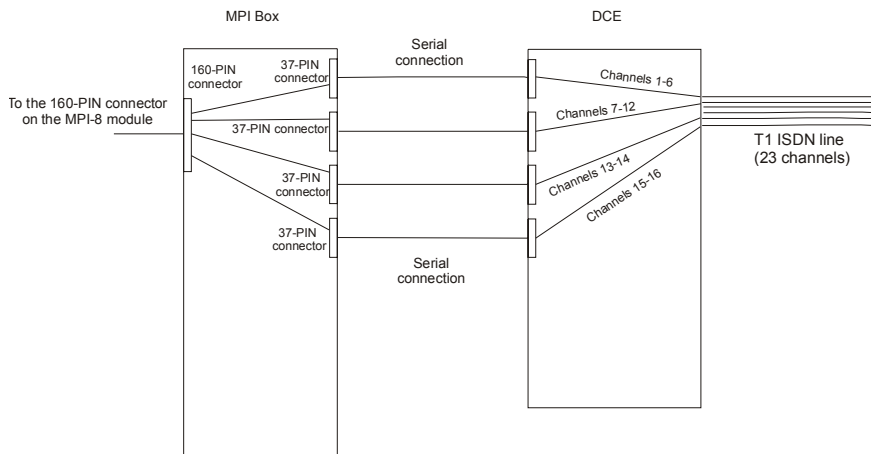 MPI Box
DCE
160-PIN
connector
37-PIN
connector
Serial
connection
To the 160-PIN connector
on the MPI-8 module
37-PIN connector
37-PIN
connector
37-PIN
connector
Serial
connection
Channels 1-6
Channels 7-12
Channels 13-14
Channels 15-16
T1 ISDN line
(23 channels)